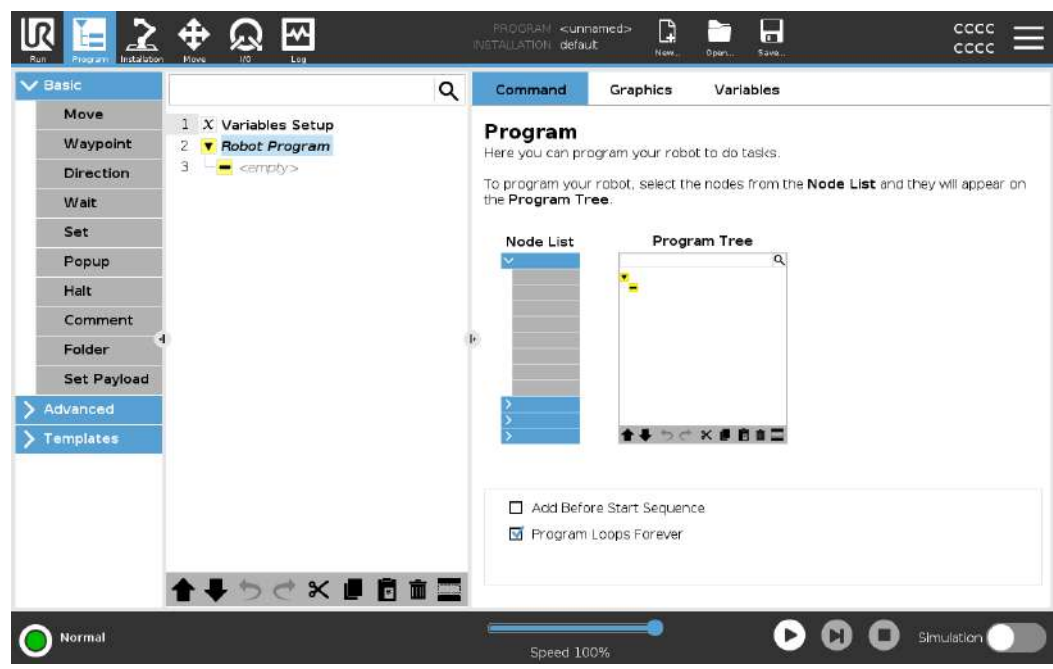 UR
Run
Program
Installation
Move
I/O
Log
PROGRAM <unnamed>
INSTALLATION default
New...
Open...
Save...
CCCC
CCCC
Basic
Move
Waypoint
Direction
Wait
Set
Popup
Halt
Comment
Folder
Set Payload
Advanced
Templates
1 X Variables Setup
2 Robot Program
3 <empty>
Command Graphics Variables
Program
Here you can program your robot to do tasks.
To program your robot, select the nodes from the Node List and they will appear on
the Program Tree.
Node List Program Tree
Add Before Start Sequence
Program Loops Forever
Normal
Speed 100%
Simulation